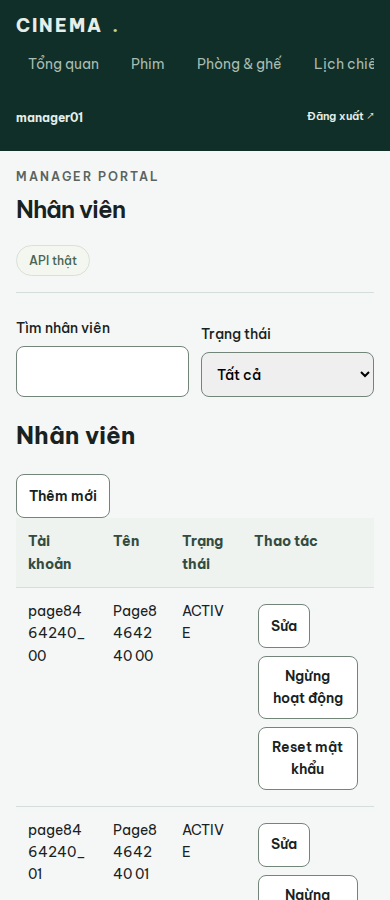 CINEMA .
Tổng quan Phim Phòng & ghế Lịch chiế
manager01 Đăng xuất ↗
MANAGER PORTAL
Nhân viên
API thật
Tìm nhân viên Trạng thái
Tất cả
Nhân viên
Thêm mới
Tài khoản Tên Trạng thái Thao tác
page84
64240_
00
Page8
4642
40 00
ACTIV
E
Sửa
Ngừng
hoạt động
Reset mật
khẩu
page84
64240_
01
Page8
4642
40 01
ACTIV
E
Sửa
Ngừng